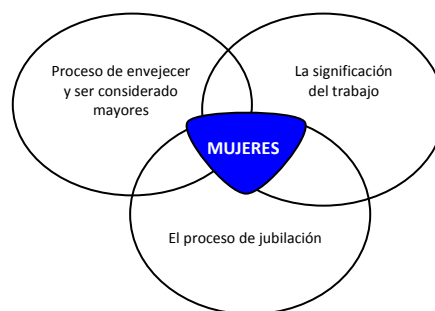 Proceso de envejecer
y ser considerado
mayores
La significación
del trabajo
MUJERES
El proceso de jubilación